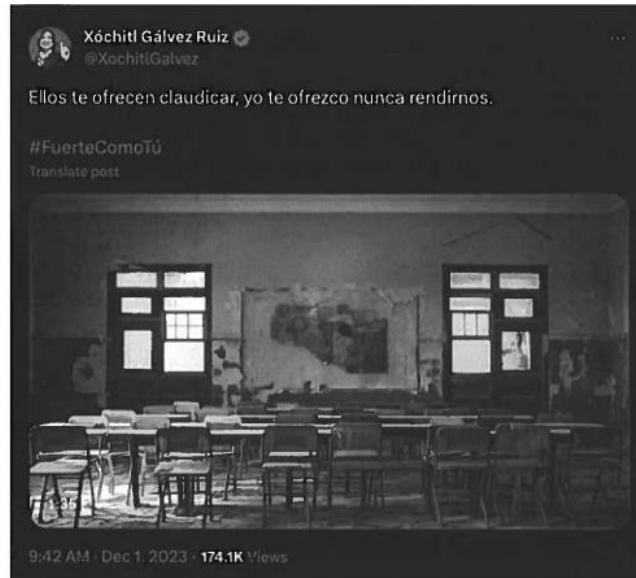 Xóchitl Gálvez Ruiz
@XochitlGalvez
Ellos te ofrecen claudicar, yo te ofrezco nunca rendirnos.
#FuerteComoTú
Translate post
9:42 AM · Dec 1, 2023 · 174.1K Views